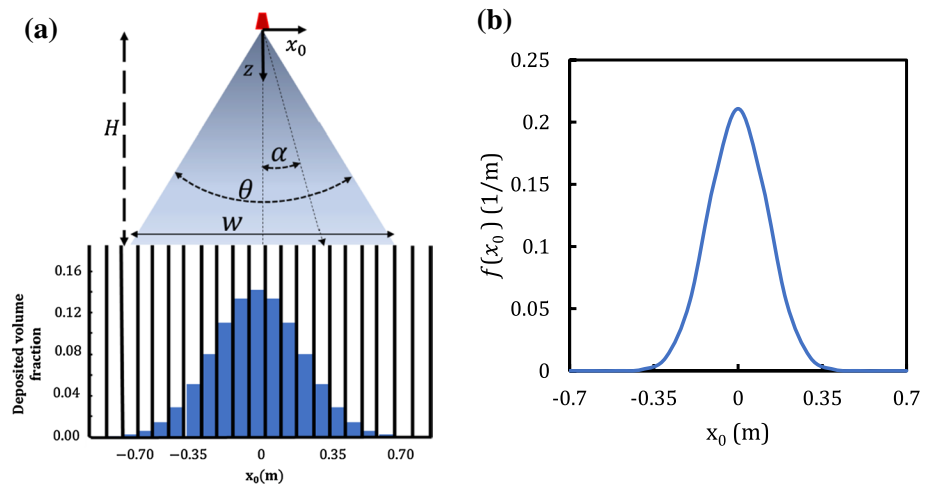 (a)
x₀
z
H
α
θ
w
0.16
0.12
0.08
0.04
0.00
Deposited volume
fraction
−0.70 −0.35 0 0.35 0.70
x₀(m)
(b)
0.25
0.2
0.15
0.1
0.05
0
f(x₀) (1/m)
-0.7 -0.35 0 0.35 0.7
x₀ (m)